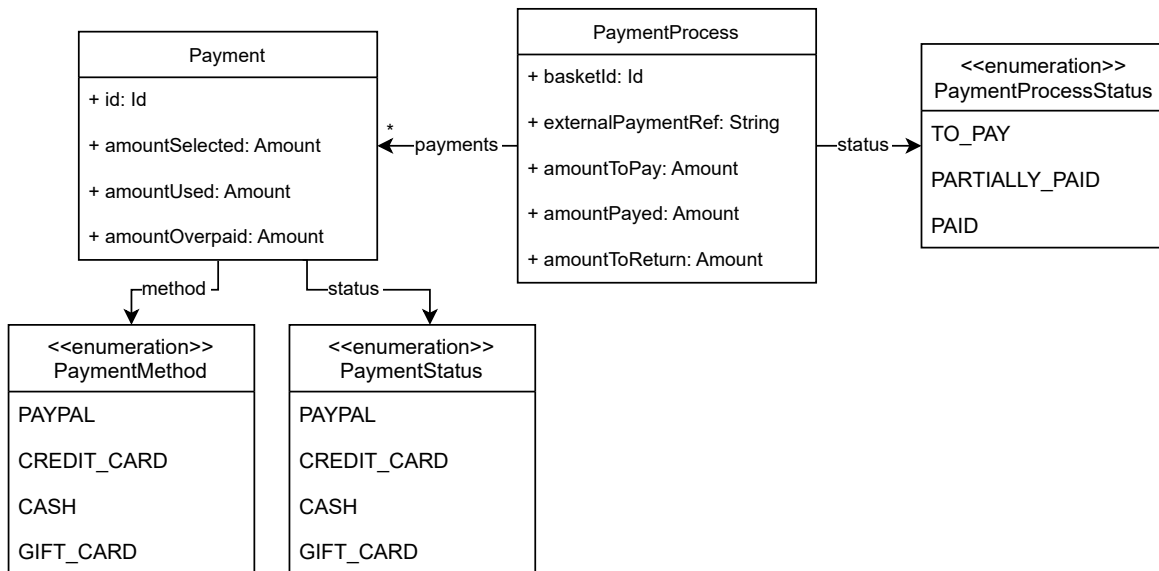 Payment
+ id: Id
+ amountSelected: Amount
+ amountUsed: Amount
+ amountOverpaid: Amount
*
payments
PaymentProcess
+ basketId: Id
+ externalPaymentRef: String
+ amountToPay: Amount
+ amountPayed: Amount
+ amountToReturn: Amount
status
<<enumeration>>
PaymentProcessStatus
TO_PAY
PARTIALLY_PAID
PAID
method
status
<<enumeration>>
PaymentMethod
PAYPAL
CREDIT_CARD
CASH
GIFT_CARD
<<enumeration>>
PaymentStatus
PAYPAL
CREDIT_CARD
CASH
GIFT_CARD